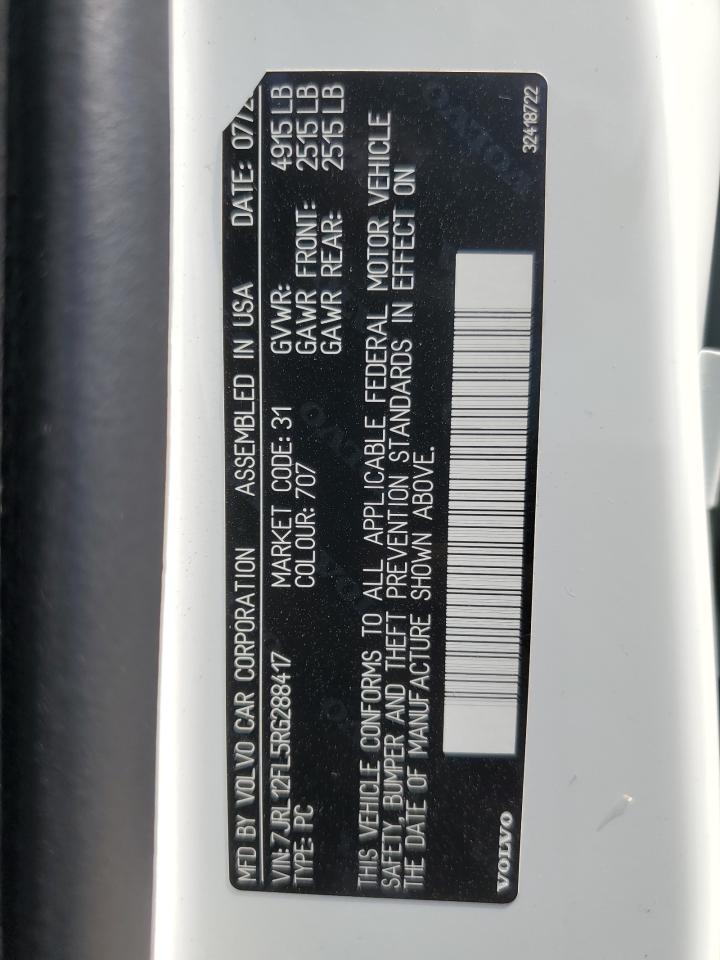 MFD BY VOLVO CAR CORPORATION ASSEMBLED IN USA DATE: 07/2
VIN: 7JRL12FL5RG288417 MARKET CODE: 31 GVWR: 4915 LB
TYPE: PC COLOUR: 707 GAWR FRONT: 2515 LB
GAWR REAR: 2515 LB
THIS VEHICLE CONFORMS TO ALL APPLICABLE FEDERAL MOTOR VEHICLE
SAFETY, BUMPER AND THEFT PREVENTION STANDARDS IN EFFECT ON
THE DATE OF MANUFACTURE SHOWN ABOVE.
VOLVO 32418722